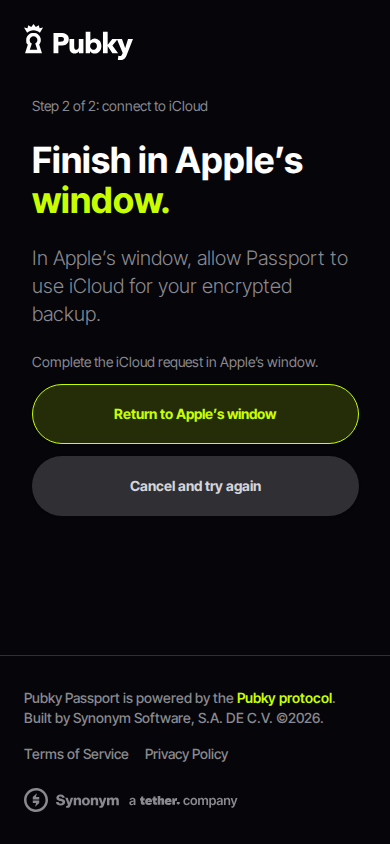 Pubky
Step 2 of 2: connect to iCloud
Finish in Apple’s
window.
In Apple’s window, allow Passport to
use iCloud for your encrypted
backup.
Complete the iCloud request in Apple’s window.
Return to Apple’s window
Cancel and try again
Pubky Passport is powered by the Pubky protocol.
Built by Synonym Software, S.A. DE C.V. ©2026.
Terms of Service Privacy Policy
Synonym a tether. company